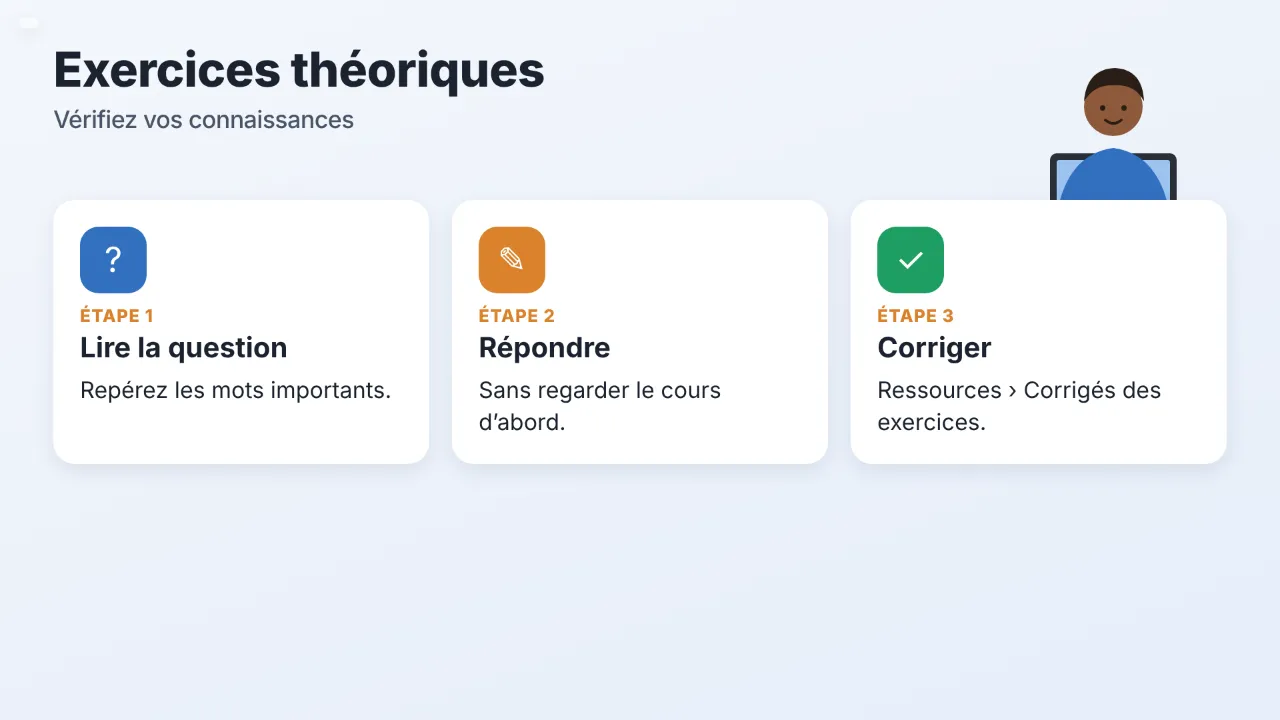 Exercices théoriques
Vérifiez vos connaissances
?
ÉTAPE 1
Lire la question
Repérez les mots importants.
✎
ÉTAPE 2
Répondre
Sans regarder le cours
d’abord.
✓
ÉTAPE 3
Corriger
Ressources › Corrigés des
exercices.